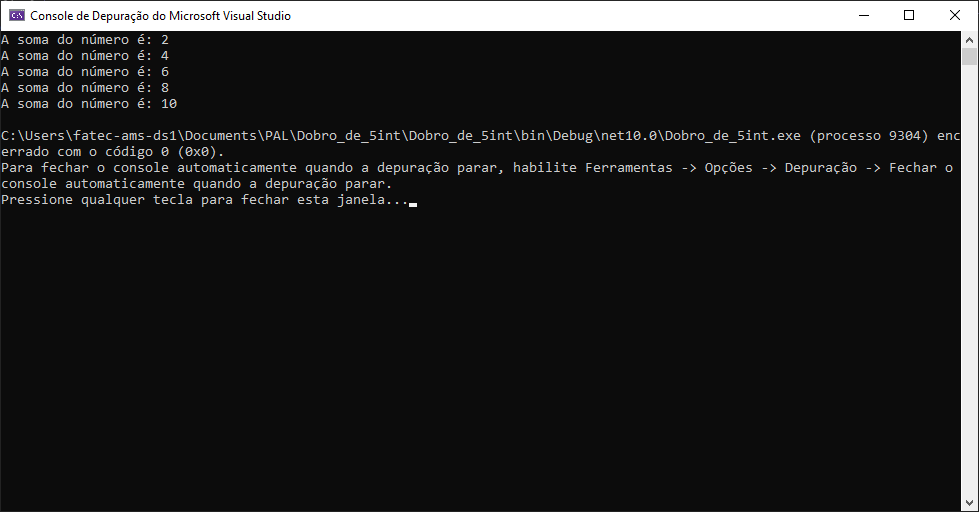 Console de Depuração do Microsoft Visual Studio
A soma do número é: 2
A soma do número é: 4
A soma do número é: 6
A soma do número é: 8
A soma do número é: 10
C:\Users\fatec-ams-ds1\Documents\PAL\Dobro_de_5int\Dobro_de_5int\bin\Debug\net10.0\Dobro_de_5int.exe (processo 9304) enc
errado com o código 0 (0x0).
Para fechar o console automaticamente quando a depuração parar, habilite Ferramentas -> Opções -> Depuração -> Fechar o
console automaticamente quando a depuração parar.
Pressione qualquer tecla para fechar esta janela...